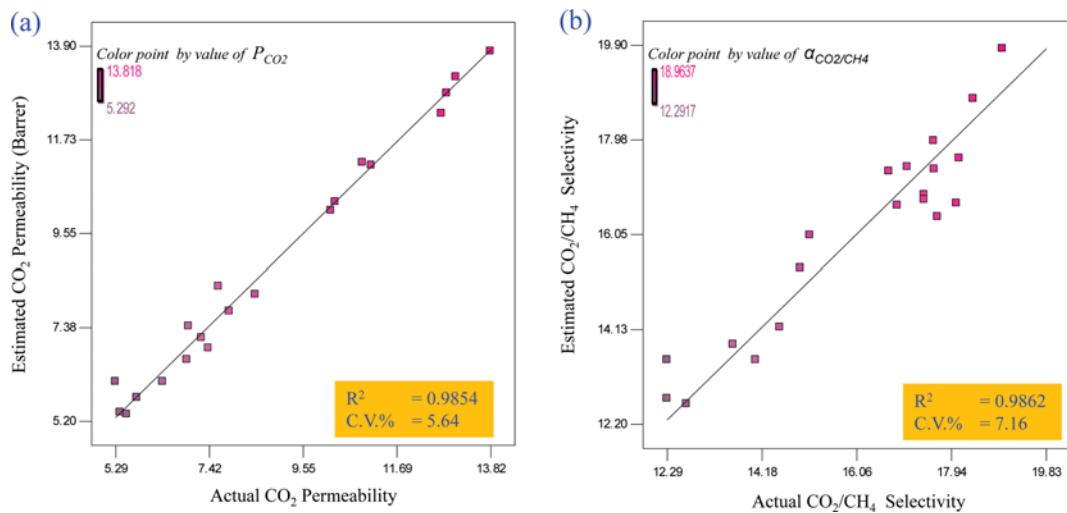 (a)
Color point by value of P_CO2
13.818
5.292
13.90
11.73
9.55
7.38
5.20
Estimated CO₂ Permeability (Barrer)
R² = 0.9854
C.V.% = 5.64
5.29 7.42 9.55 11.69 13.82
Actual CO₂ Permeability
(b)
Color point by value of α_CO2/CH4
18.9637
12.2917
19.90
17.98
16.05
14.13
12.20
Estimated CO₂/CH₄ Selectivity
R² = 0.9862
C.V.% = 7.16
12.29 14.18 16.06 17.94 19.83
Actual CO₂/CH₄ Selectivity